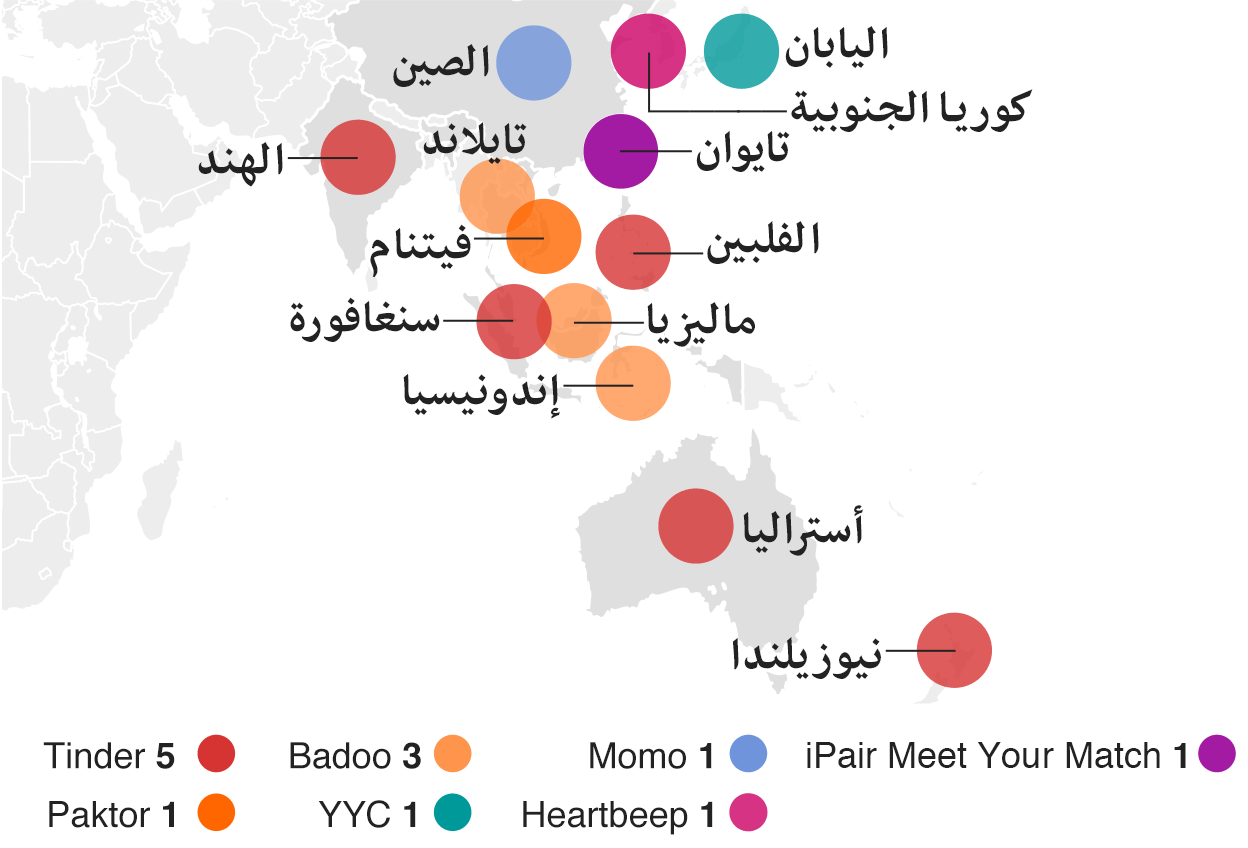 اليابان
الصين
كوريا الجنوبية
تايلاند
تايوان
الهند
الفلبين
فيتنام
ماليزيا
سنغافورة
إندونيسيا
أستراليا
نيوزيلندا
Tinder 5
Badoo 3
Momo 1
iPair Meet Your Match 1
Paktor 1
YYC 1
Heartbeep 1